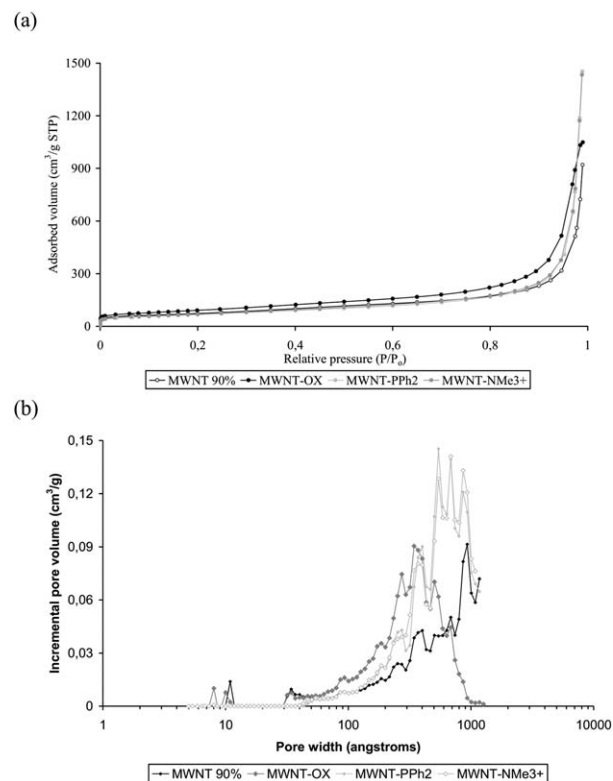 (a)
1500
1200
900
600
300
0
Adsorbed volume (cm³/g STP)
0 0,2 0,4 0,6 0,8 1
Relative pressure (P/Pₒ)
MWNT 90% MWNT-OX MWNT-PPh2 MWNT-NMe3+
(b)
0,15
0,12
0,09
0,06
0,03
0
Incremental pore volume (cm³/g)
1 10 100 1000 10000
Pore width (angstroms)
MWNT 90% MWNT-OX MWNT-PPh2 MWNT-NMe3+